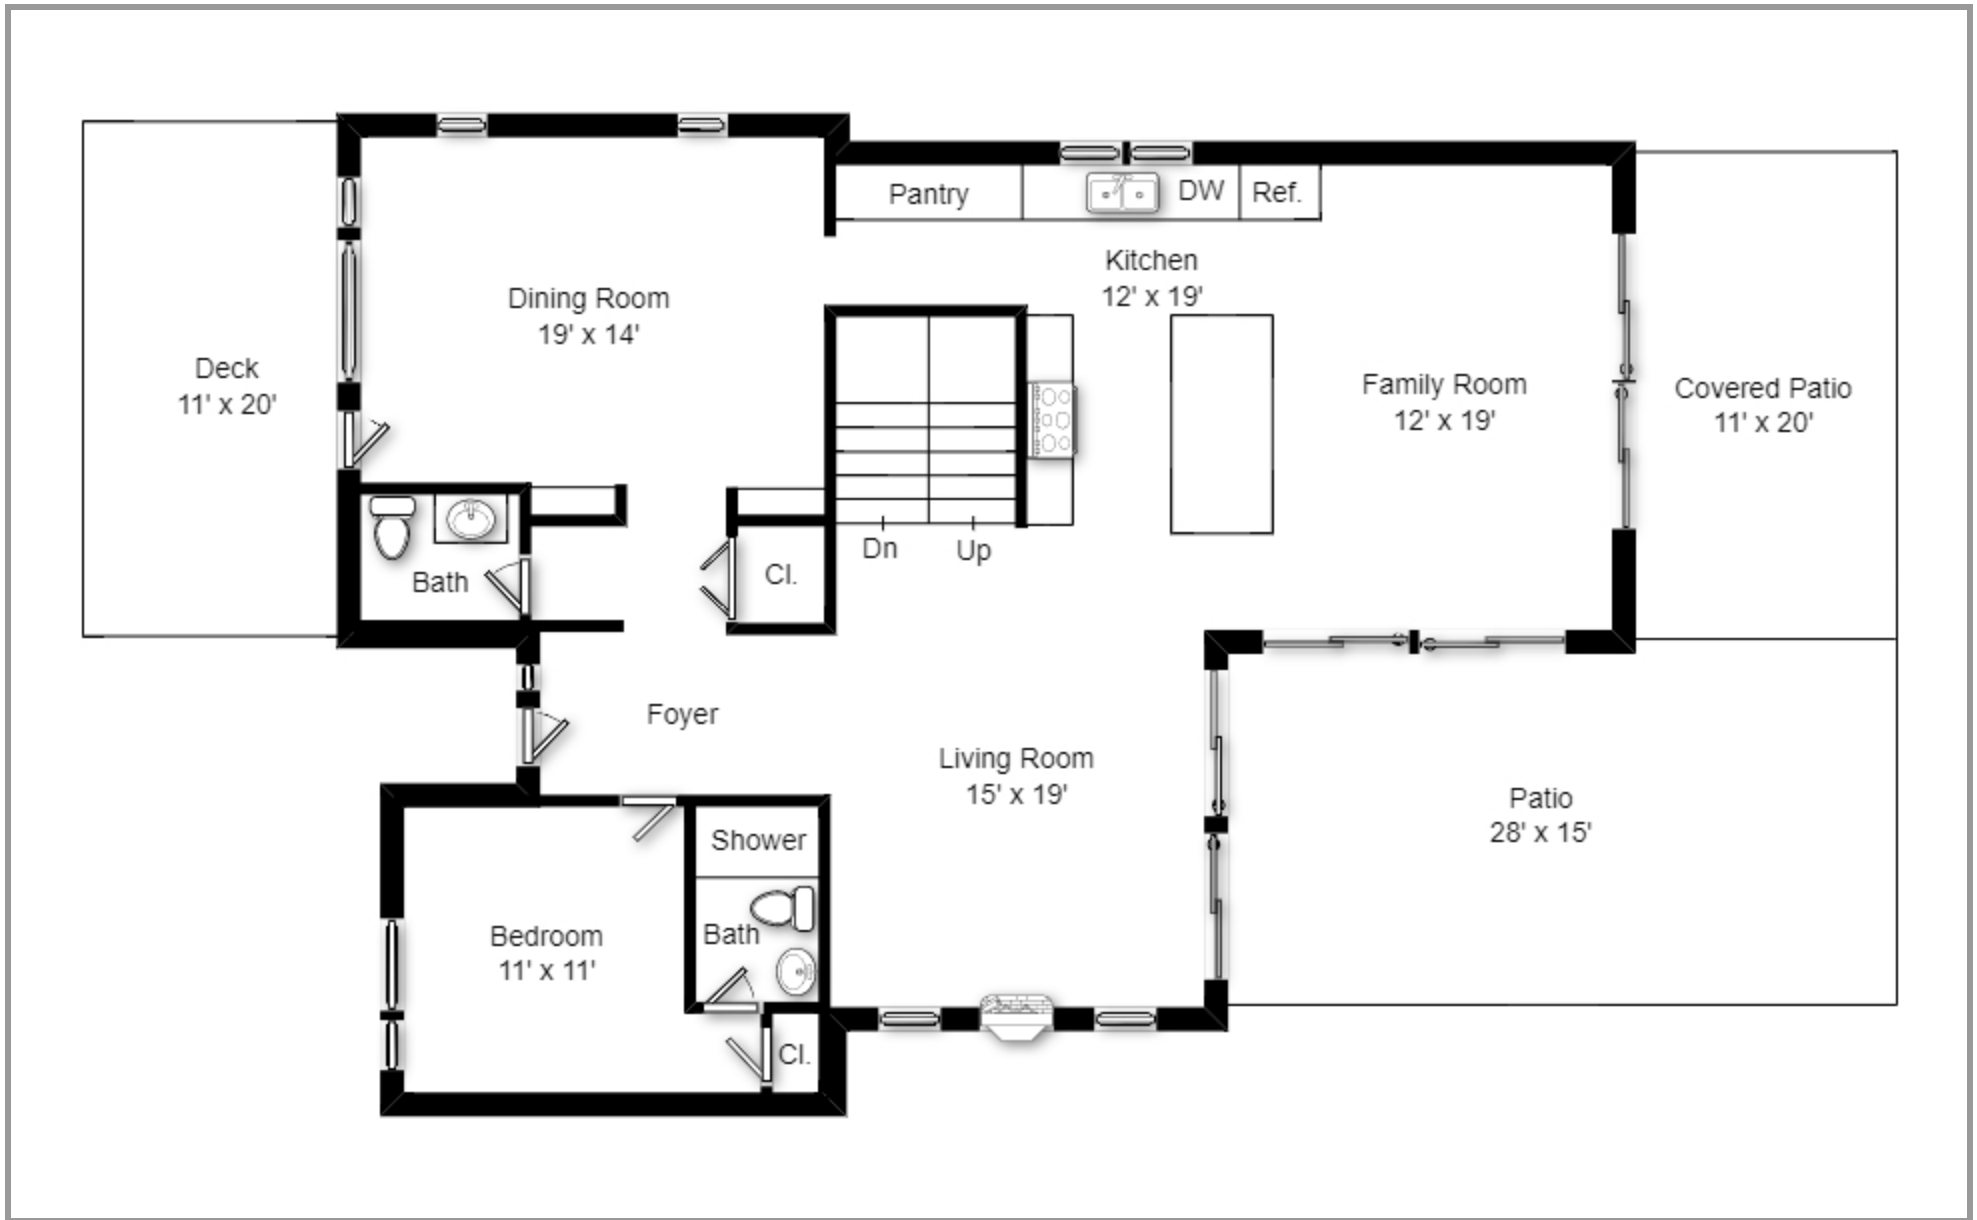 Pantry
DW
Ref.
Kitchen
12' x 19'
Dining Room
19' x 14'
Deck
11' x 20'
Family Room
12' x 19'
Covered Patio
11' x 20'
Dn
Up
Bath
Cl.
Foyer
Living Room
15' x 19'
Patio
28' x 15'
Shower
Bath
Bedroom
11' x 11'
Cl.